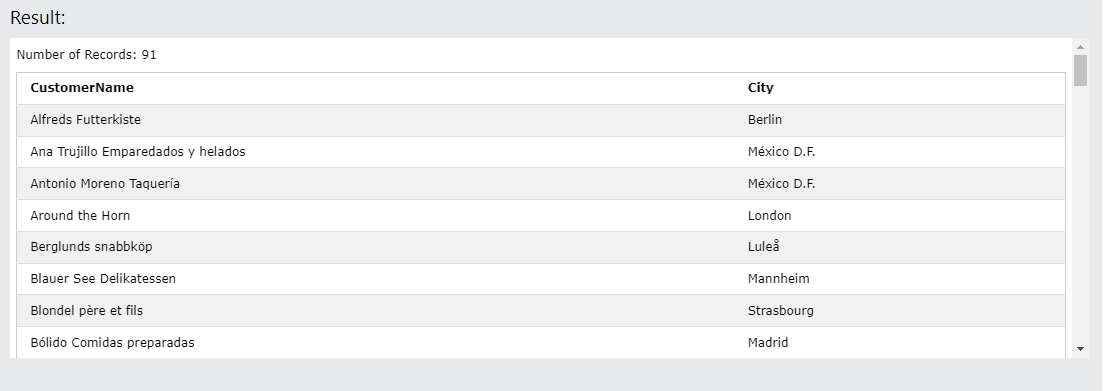 Result:
Number of Records: 91
CustomerName City
Alfreds Futterkiste Berlin
Ana Trujillo Emparedados y helados México D.F.
Antonio Moreno Taquería México D.F.
Around the Horn London
Berglunds snabbköp Luleå
Blauer See Delikatessen Mannheim
Blondel père et fils Strasbourg
Bólido Comidas preparadas Madrid